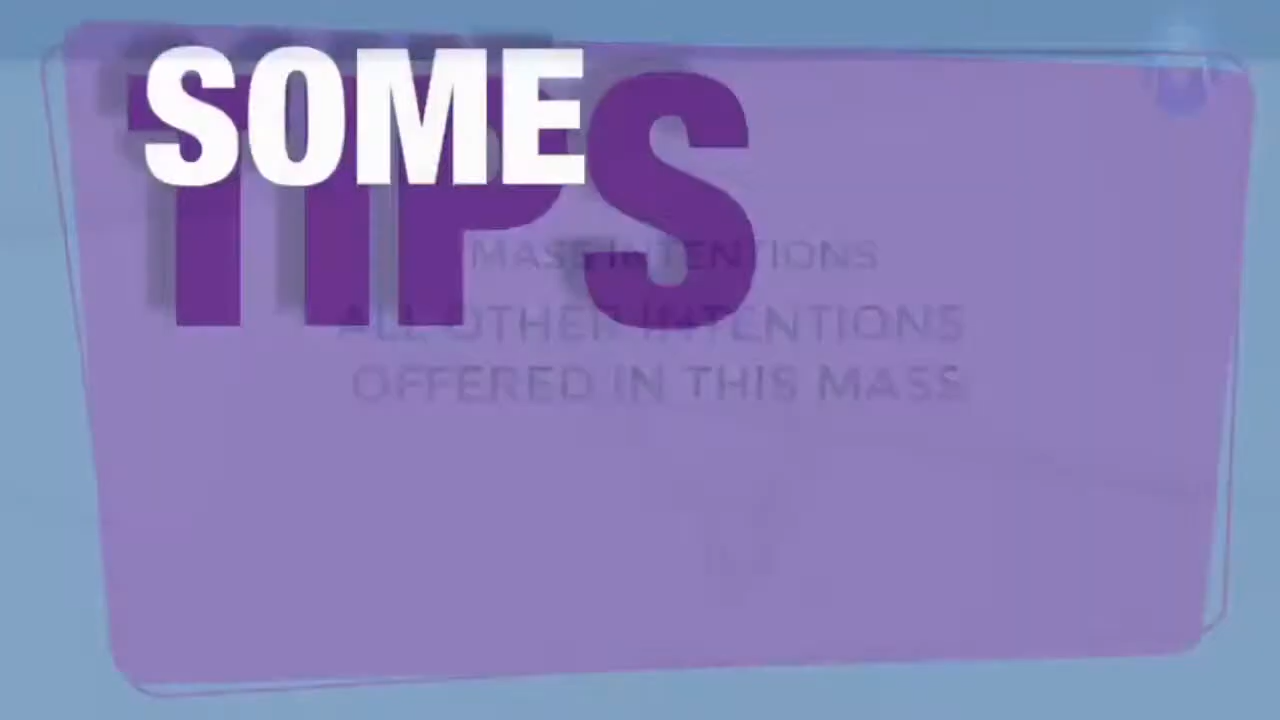 SOME
TIPS
MASS INTENTIONS
ALL OTHER INTENTIONS
OFFERED IN THIS MASS